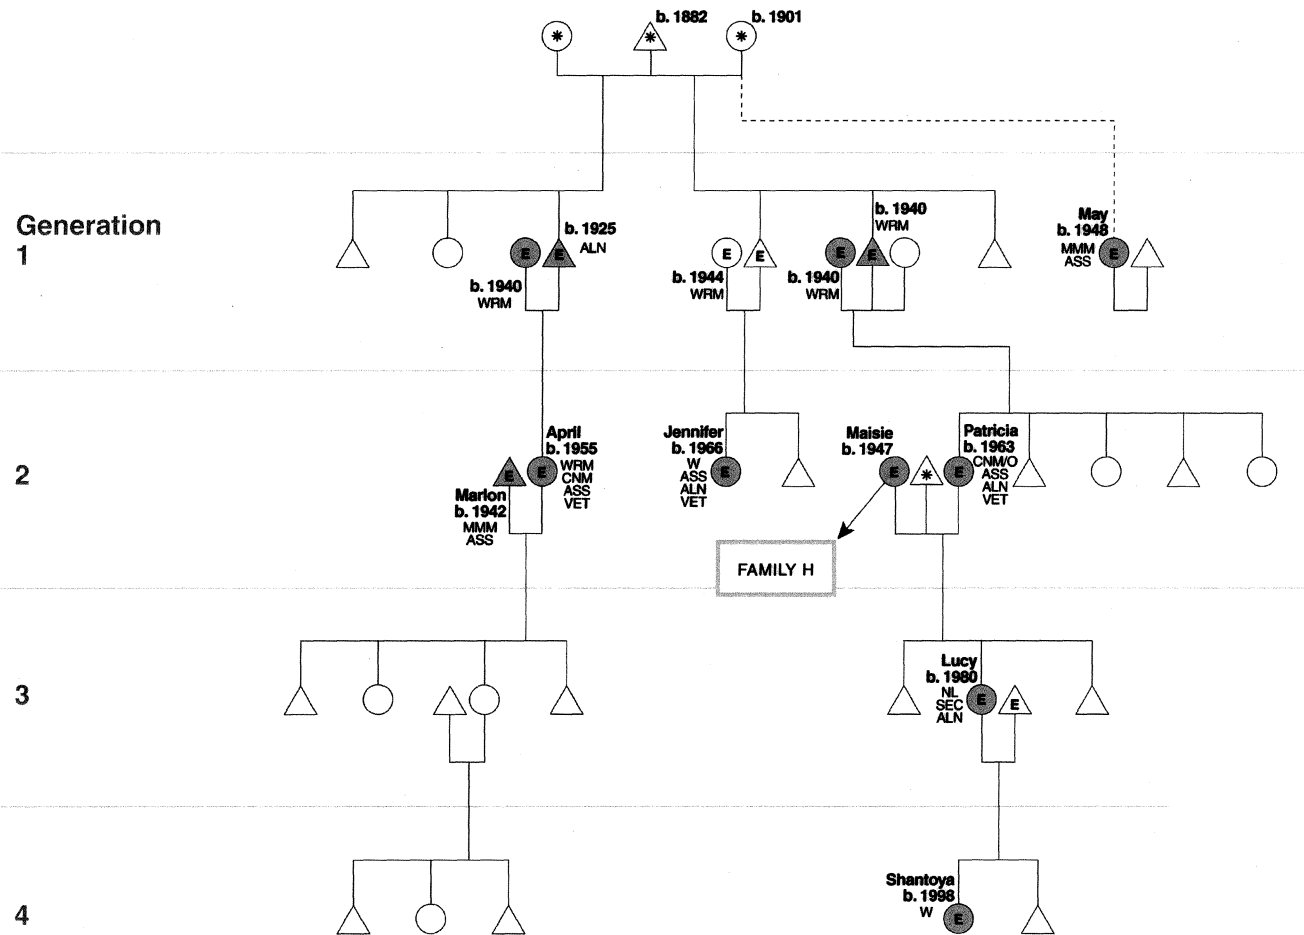 b. 1882
b. 1901
*
*
*
Generation
1
b. 1925
ALN
E
E
b. 1940
WRM
E
E
b. 1944
WRM
b. 1940
WRM
E
E
b. 1940
WRM
May
b. 1948
MMM
ASS
E
2
April
b. 1955
WRM
CNM
ASS
VET
E
E
Marlon
b. 1942
MMM
ASS
Jennifer
b. 1966
W
ASS
ALN
VET
E
Maisie
b. 1947
E
*
E
Patricia
b. 1963
CNM/O
ASS
ALN
VET
FAMILY H
3
Lucy
b. 1980
NL
SEC
ALN
E
E
4
Shantoya
b. 1998
W
E